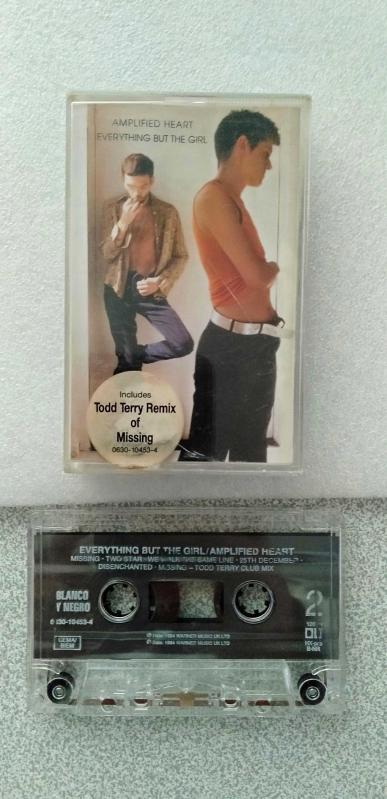 AMPLIFIED HEART
EVERYTHING BUT THE GIRL
Includes
Todd Terry Remix
of
Missing
0630-10453-4
EVERYTHING BUT THE GIRL/AMPLIFIED HEART
MISSING · TWO STAR · WE WALK THE SAME LINE · 25TH DECEMBER ·
DISENCHANTED · MISSING – TODD TERRY CLUB MIX
BLANCO
Y NEGRO
0630-10453-4
GEMA/
BIEM
2
℗ 1994 WARNER MUSIC UK LTD
© 1994 WARNER MUSIC UK LTD